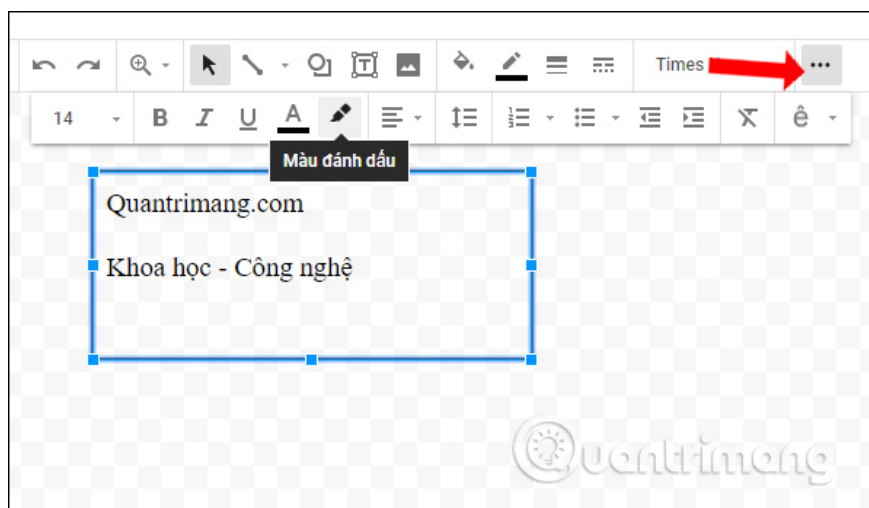 Times
14 B I U A
Màu đánh dấu
Quantrimang.com
Khoa học - Công nghệ
Quantrimang